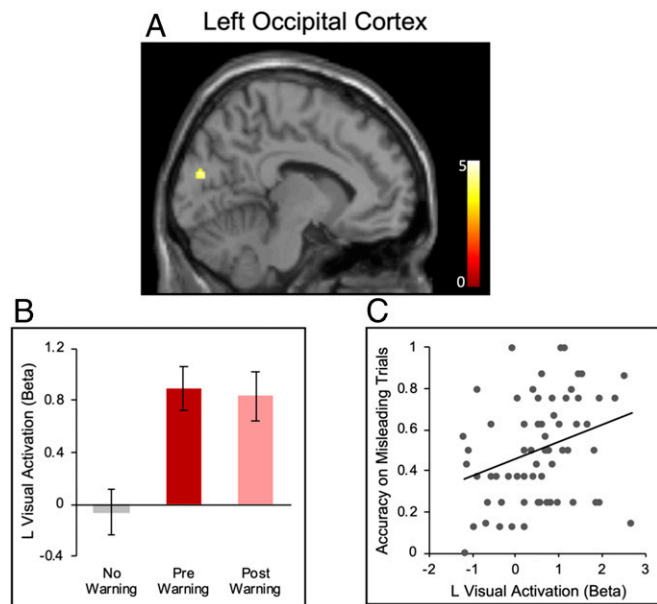 A Left Occipital Cortex
5
0
B
L Visual Activation (Beta)
1.2
0.8
0.4
0
-0.4
No Warning
Pre Warning
Post Warning
C
Accuracy on Misleading Trials
1
0.8
0.6
0.4
0.2
0
-2 -1 0 1 2 3
L Visual Activation (Beta)